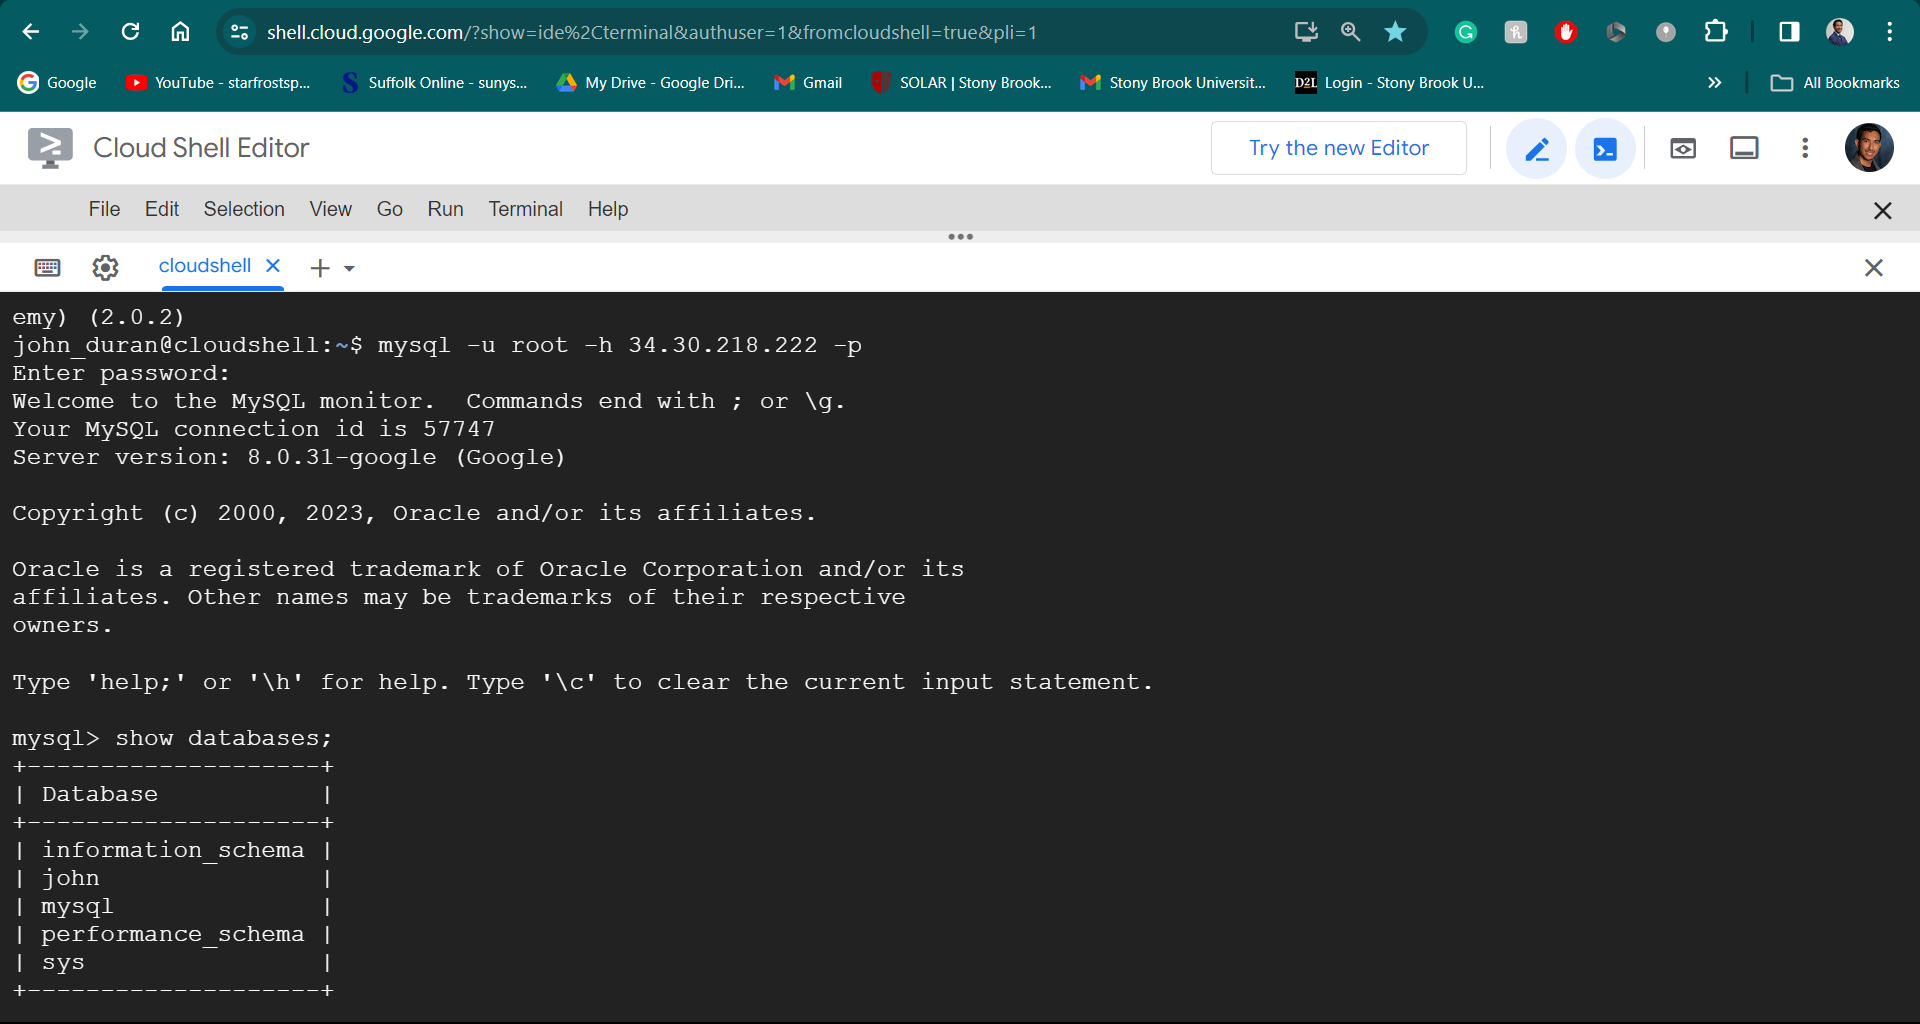 shell.cloud.google.com/?show=ide%2Cterminal&authuser=1&fromcloudshell=true&pli=1
Google YouTube - starfrostsp... Suffolk Online - sunys... My Drive - Google Dri... Gmail SOLAR | Stony Brook... Stony Brook Universit... D2L Login - Stony Brook U... All Bookmarks
Cloud Shell Editor Try the new Editor
File Edit Selection View Go Run Terminal Help
cloudshell
emy) (2.0.2)
john_duran@cloudshell:~$ mysql -u root -h 34.30.218.222 -p
Enter password:
Welcome to the MySQL monitor.  Commands end with ; or \g.
Your MySQL connection id is 57747
Server version: 8.0.31-google (Google)
Copyright (c) 2000, 2023, Oracle and/or its affiliates.
Oracle is a registered trademark of Oracle Corporation and/or its
affiliates. Other names may be trademarks of their respective
owners.
Type 'help;' or '\h' for help. Type '\c' to clear the current input statement.
mysql> show databases;
+--------------------+
| Database           |
+--------------------+
| information_schema |
| john               |
| mysql              |
| performance_schema |
| sys                |
+--------------------+